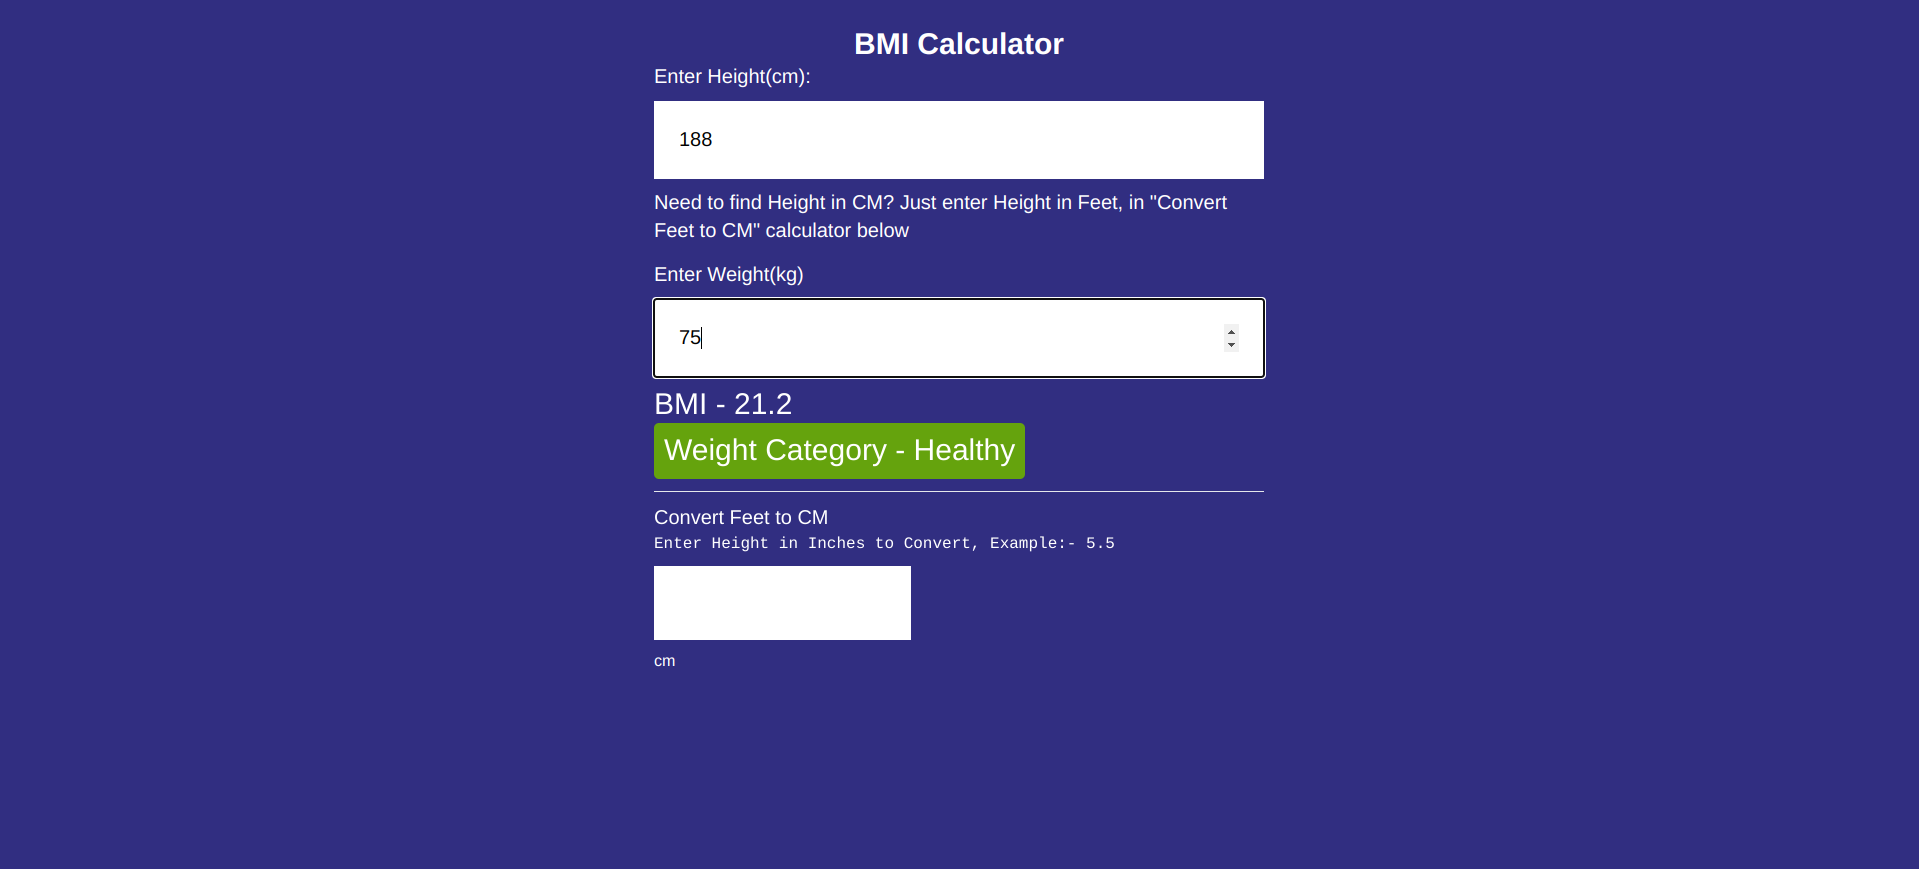 BMI Calculator
Enter Height(cm):
188
Need to find Height in CM? Just enter Height in Feet, in "Convert
Feet to CM" calculator below
Enter Weight(kg)
75
BMI - 21.2
Weight Category - Healthy
Convert Feet to CM
Enter Height in Inches to Convert, Example:- 5.5
cm